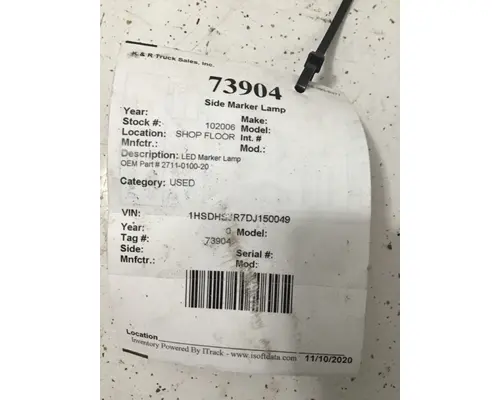 K & R Truck Sales, Inc.
73904
Side Marker Lamp
Year: Make:
Stock #: 102006 Model:
Location: SHOP FLOOR Int. #
Mnfctr.: Mod.:
Description: LED Marker Lamp
OEM Part # 2711-0100-20
Category: USED
VIN: R7DJ150049
Year: 0 Model:
Tag #: 73904
Side: Serial #:
Mnfctr.: Mod:
Location
Inventory Powered By ITrack - www.isoftdata.com 11/10/2020